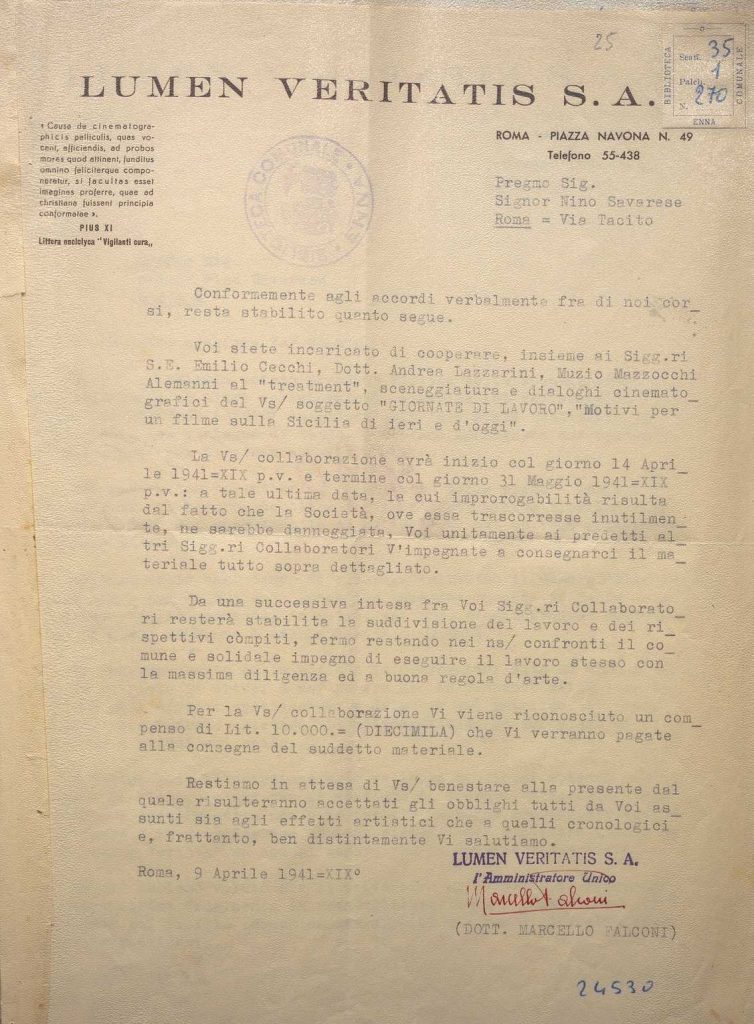 25
BIBLIOTECA COMUNALE
Scaff. 35
Palch. 1
N. 270
ENNA
LUMEN VERITATIS S. A.
« Causa de cinematogra-
phicis pelliculis, quas vo-
cant, efficiendis, ad probos
mores quod attinent, funditus
omnino feliciterque compo-
neretur, si facultas esset
imagines proferre, quae ad
christiana fuissent principia
conformatae ».
PIUS XI
Littera enciclyca "Vigilanti cura„
ROMA - PIAZZA NAVONA N. 49
Telefono 55-438
COMUNALE
ENNA
Pregmo Sig.
Signor Nino Savarese
Roma = Via Tacito
Conformemente agli accordi verbalmente fra di noi cor_
si, resta stabilito quanto segue.
Voi siete incaricato di cooperare, insieme ai Sigg.ri
S.E. Emilio Cecchi, Dott. Andrea Lazzarini, Muzio Mazzocchi
Alemanni al "treatment", sceneggiatura e dialoghi cinemato_
grafici del Vs/ soggetto "GIORNATE DI LAVORO","Motivi per
un filme sulla Sicilia di ieri e d'oggi".
La Vs/ collaborazione avrà inizio col giorno 14 Apri_
le 1941=XIX p.v. e termine col giorno 31 Maggio 1941=XIX
p.v.: a tale ultima data, la cui improrogabilità risulta
dal fatto che la Società, ove essa trascorresse inutilmen_
te, ne sarebbe danneggiata, Voi unitamente ai predetti al_
tri Sigg.ri Collaboratori V'impegnate a consegnarci il ma_
teriale tutto sopra dettagliato.
Da una successiva intesa fra Voi Sigg.ri Collaborato_
ri resterà stabilita la suddivisione del lavoro e dei ri_
spettivi còmpiti, fermo restando nei ns/ confronti il co_
mune e solidale impegno di eseguire il lavoro stesso con
la massima diligenza ed a buona regola d'arte.
Per la Vs/ collaborazione Vi viene riconosciuto un com_
penso di Lit. 10.000.= (DIECIMILA) che Vi verranno pagate
alla consegna del suddetto materiale.
Restiamo in attesa di Vs/ benestare alla presente dal
quale risulteranno accettati gli obblighi tutti da Voi as_
sunti sia agli effetti artistici che a quelli cronologici
e, frattanto, ben distintamente Vi salutiamo.
Roma, 9 Aprile 1941=XIX°
LUMEN VERITATIS S. A.
l'Amministratore Unico
Marcello Falconi
(DOTT. MARCELLO FALCONI)
24530